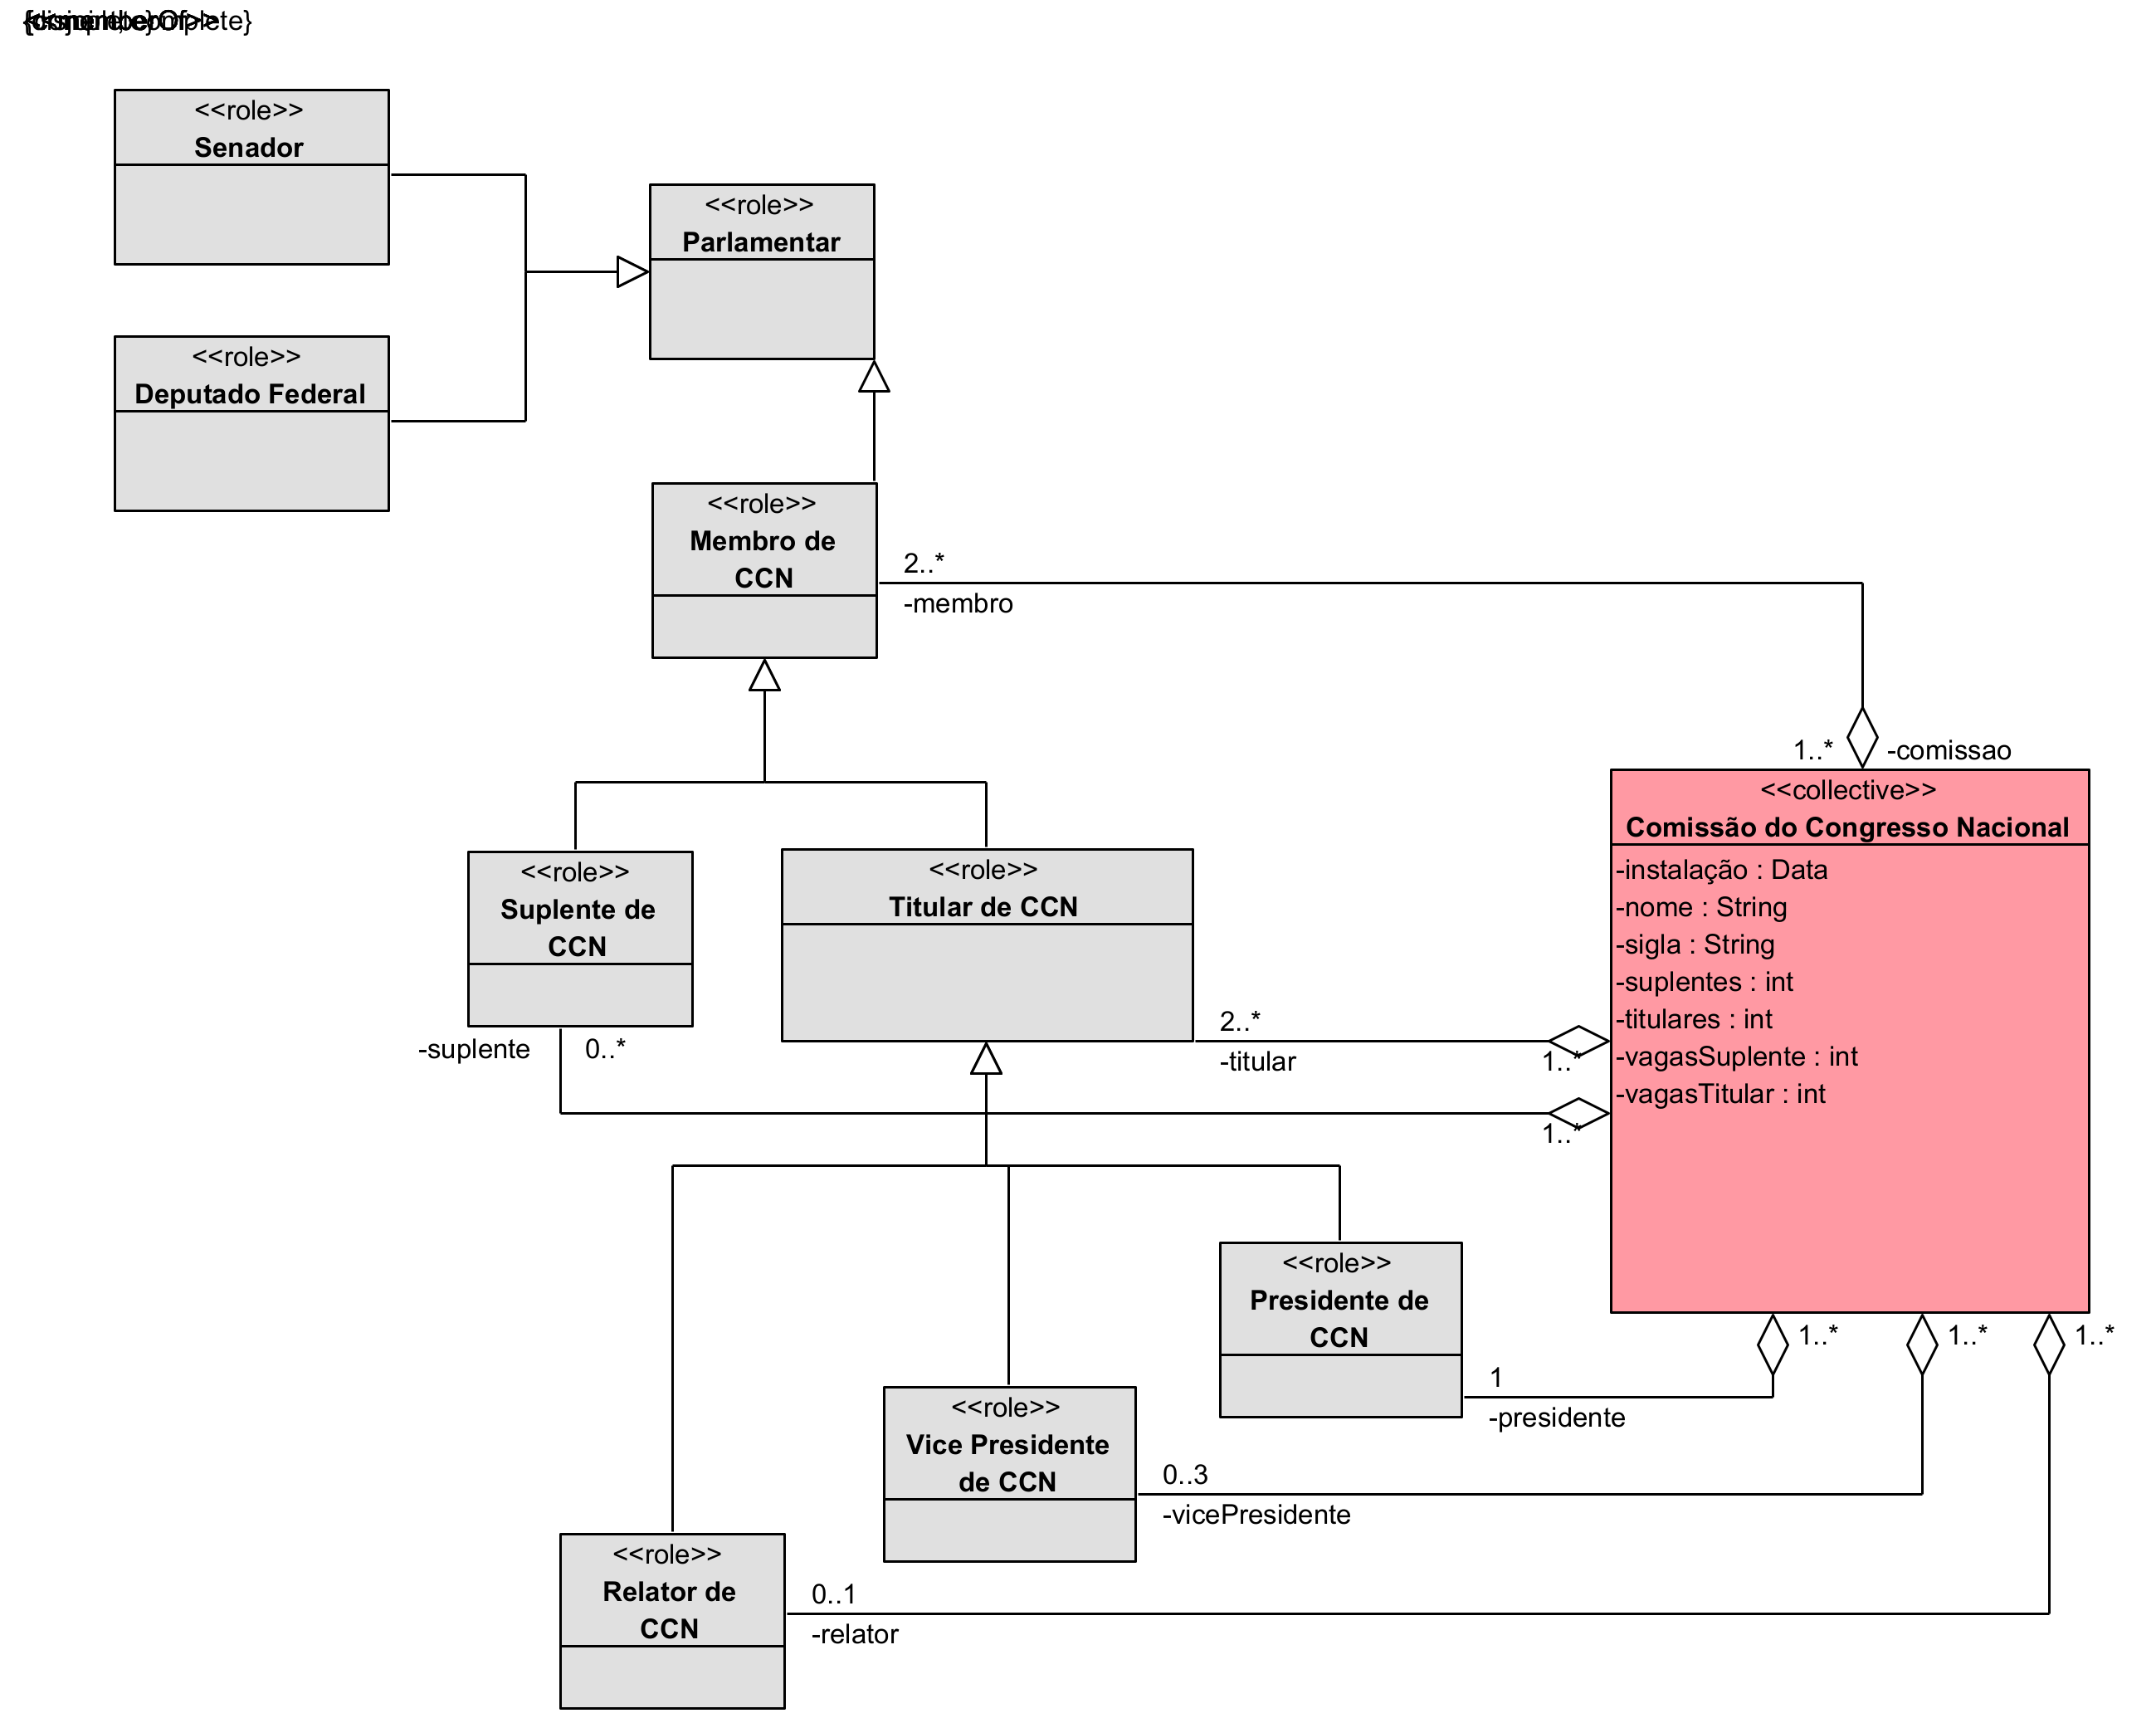 <<role>>
Senador
<<role>>
Parlamentar
<<role>>
Deputado Federal
<<role>>
Membro de
CCN
2..*
-membro
1..*
-comissao
<<collective>>
Comissão do Congresso Nacional
-instalação : Data
-nome : String
-sigla : String
-suplentes : int
-titulares : int
-vagasSuplente : int
-vagasTitular : int
<<role>>
Suplente de
CCN
<<role>>
Titular de CCN
-suplente
0..*
2..*
-titular
1..*
1..*
<<role>>
Presidente de
CCN
1
-presidente
1..*
1..*
1..*
<<role>>
Vice Presidente
de CCN
0..3
-vicePresidente
<<role>>
Relator de
CCN
0..1
-relator